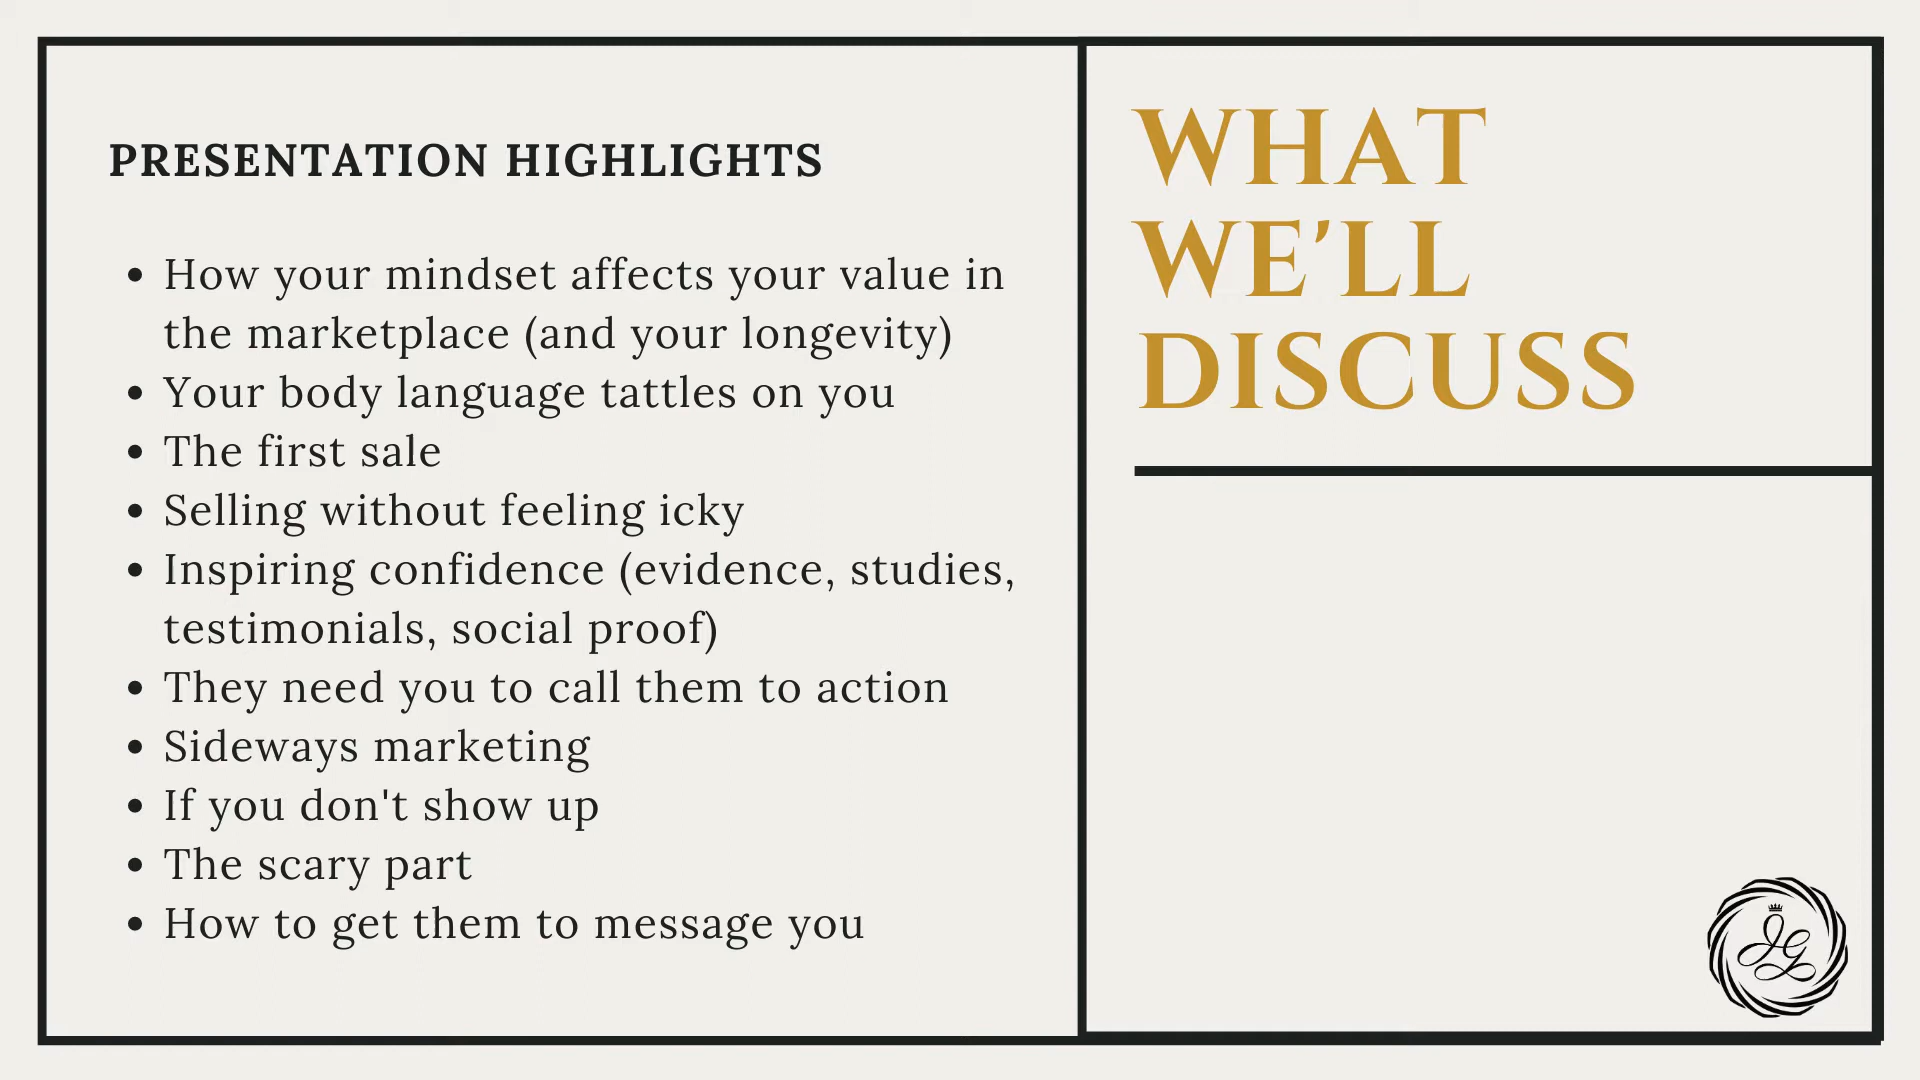 PRESENTATION HIGHLIGHTS
• How your mindset affects your value in
the marketplace (and your longevity)
• Your body language tattles on you
• The first sale
• Selling without feeling icky
• Inspiring confidence (evidence, studies,
testimonials, social proof)
• They need you to call them to action
• Sideways marketing
• If you don't show up
• The scary part
• How to get them to message you
WHAT
WE'LL
DISCUSS
JG